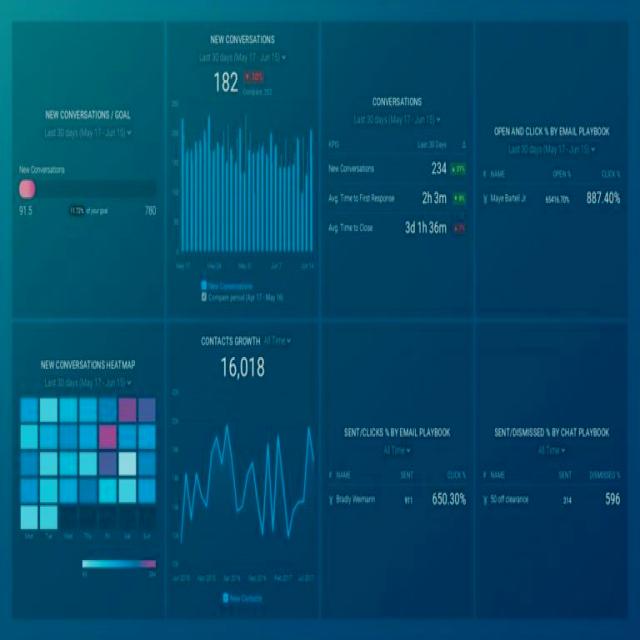 NEW CONVERSATIONS / GOAL
Last 30 days (May 17 - Jun 15)
New Conversations
91.5
11.72% of your goal
780
NEW CONVERSATIONS
Last 30 days (May 17 - Jun 15)
182
Compare
May 17
May 24
May 31
Jun 7
Jun 14
New Conversations
Compare period (Apr 17 - May 16)
CONVERSATIONS
Last 30 days (May 17 - Jun 15)
KPIS
Last 30 Days
New Conversations
234
Avg. Time to First Response
2h 3m
Avg. Time to Close
3d 1h 36m
OPEN AND CLICK % BY EMAIL PLAYBOOK
Last 30 days (May 17 - Jun 15)
# NAME OPEN % CLICK %
Maye Bartell Jr 65416.70% 887.40%
NEW CONVERSATIONS HEATMAP
Last 30 days (May 17 - Jun 15)
Mon Tue Wed Thu Fri Sat Sun
CONTACTS GROWTH All Time
16,018
New Contacts
SENT/CLICKS % BY EMAIL PLAYBOOK
All Time
# NAME SENT CLICK %
Bradly Weimann 911 650.30%
SENT/DISMISSED % BY CHAT PLAYBOOK
All Time
# NAME SENT DISMISSED %
50 off clearance 314 596